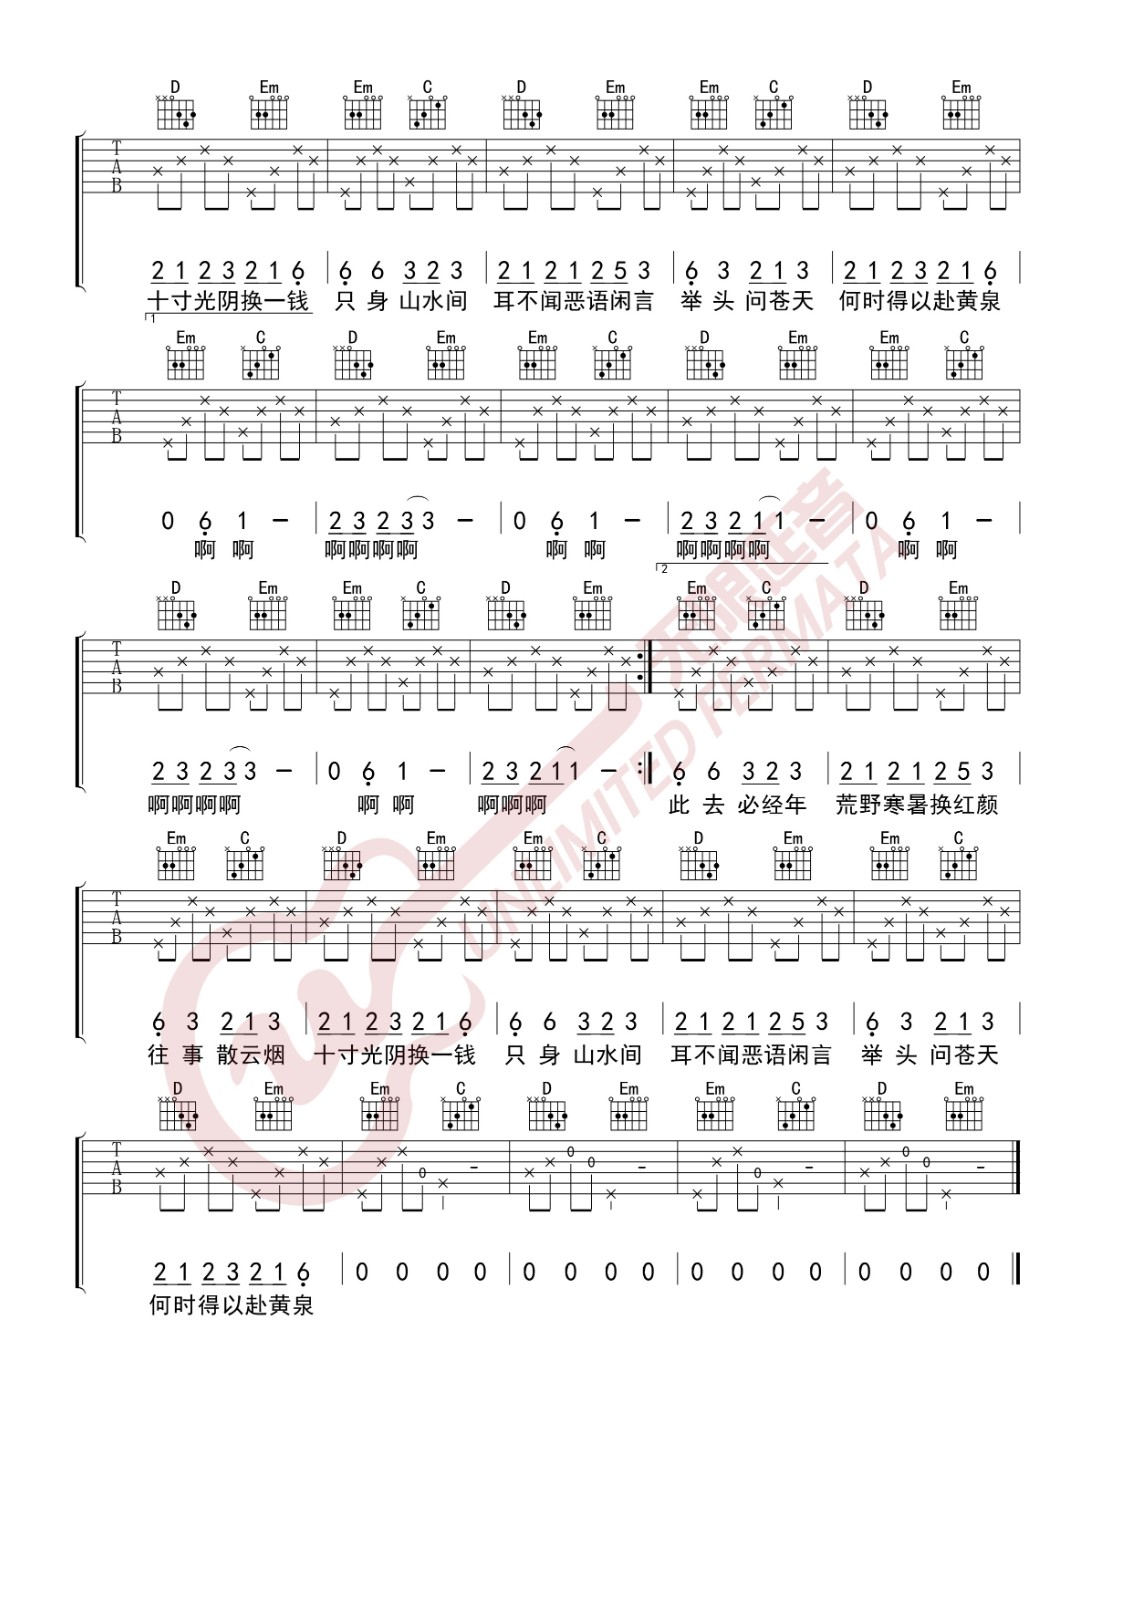 D Em Em C D Em Em C D Em
T
A
B
2 1 2 3 2 1 6 6 6 3 2 3 2 1 2 1 2 5 3 6 3 2 1 3 2 1 2 3 2 1 6
十寸光阴换一钱 只身山水间 耳不闻恶语闲言 举头问苍天 何时得以赴黄泉
1
Em C D Em Em C D Em Em C
T
A
B
0 6 1 − 2 3 2 3 3 − 0 6 1 − 2 3 2 1 1 − 0 6 1 −
啊 啊 啊啊啊啊 啊 啊 啊啊啊啊 啊 啊
2
D Em Em C D Em Em C D Em
T
A
B
2 3 2 3 3 − 0 6 1 − 2 3 2 1 1 − 6 6 3 2 3 2 1 2 1 2 5 3
啊啊啊啊 啊 啊 啊啊啊 此去必经年 荒野寒暑换红颜
Em C D Em Em C D Em Em C
T
A
B
6 3 2 1 3 2 1 2 3 2 1 6 6 6 3 2 3 2 1 2 1 2 5 3 6 3 2 1 3
往事散云烟 十寸光阴换一钱 只身山水间 耳不闻恶语闲言 举头问苍天
D Em Em C D Em Em C D Em
T
A
B
0 − 0 0 − 0 − 0 0 −
2 1 2 3 2 1 6 0 0 0 0 0 0 0 0 0 0 0 0 0 0 0 0
何时得以赴黄泉
无限延音
UNLIMITED FERMATA